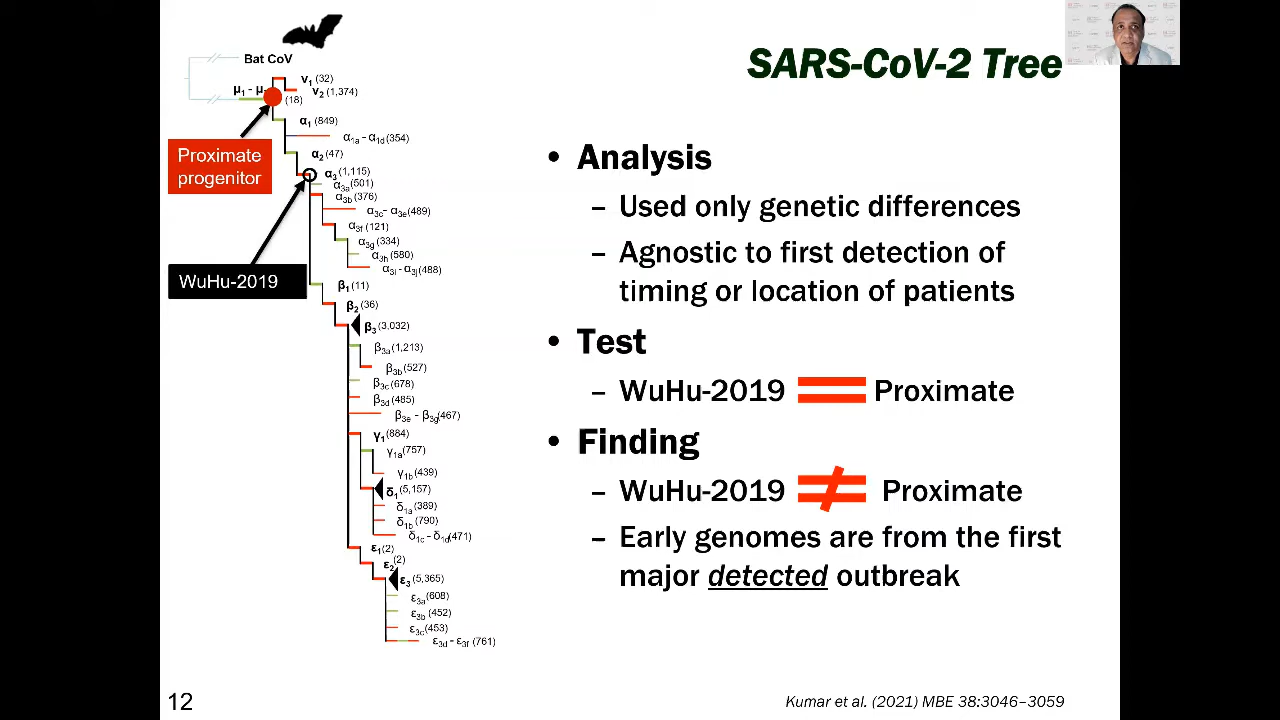 SARS-CoV-2 Tree
Bat CoV
ν1 (32)
μ1 - μ
ν2 (1,374)
(18)
α1 (849)
Proximate
progenitor
α1a – α1d (354)
α2 (47)
α3 (1,115)
α3a (501)
α3b (376)
α3c – α3e (489)
α3f (121)
α3g (334)
α3h (580)
α3i – α3j (488)
WuHu-2019
β1 (11)
β2 (36)
β3 (3,032)
β3a (1,213)
β3b (527)
β3c (678)
β3d (485)
β3e – β3g (467)
γ1 (884)
γ1a (757)
γ1b (439)
δ1 (5,157)
δ1a (389)
δ1b (790)
δ1c – δ1d (471)
ε1 (2)
ε2 (2)
ε3 (5,365)
ε3a (608)
ε3b (452)
ε3c (453)
ε3d – ε3f (761)
• Analysis
– Used only genetic differences
– Agnostic to first detection of
timing or location of patients
• Test
– WuHu-2019 = Proximate
• Finding
– WuHu-2019 ≠ Proximate
– Early genomes are from the first
major detected outbreak
12
Kumar et al. (2021) MBE 38:3046–3059